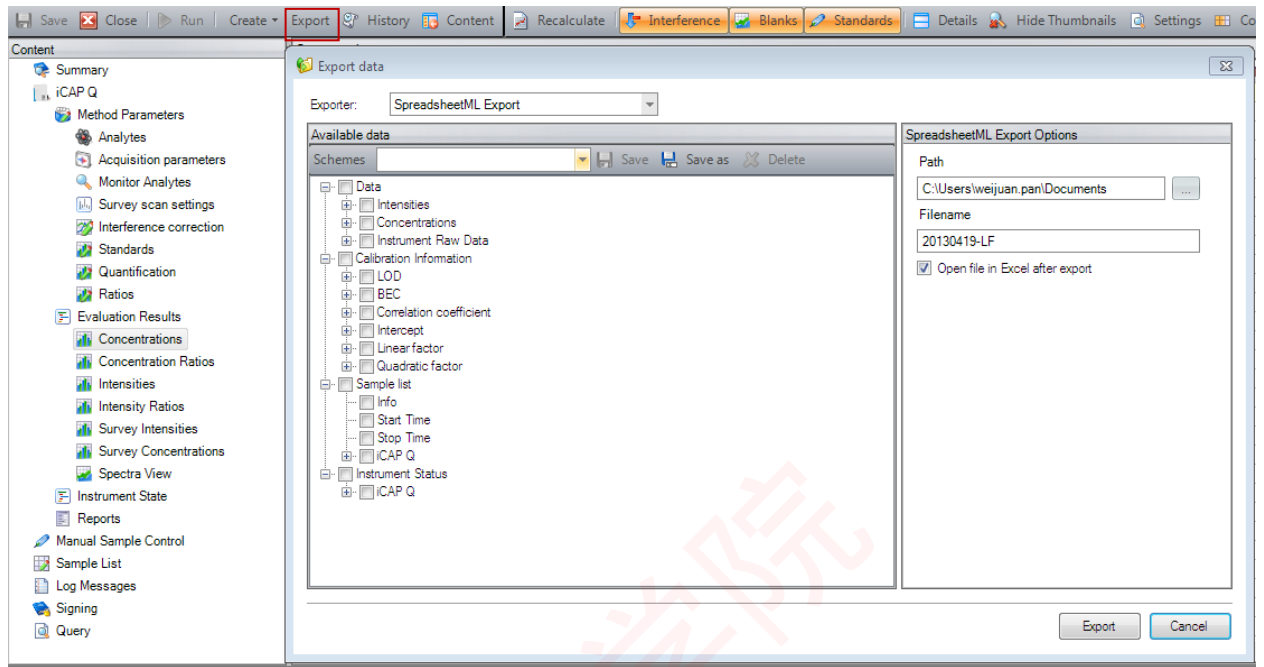 Save Close Run Create Export History Content Recalculate Interference Blanks Standards Details Hide Thumbnails Settings Co
Content
Summary
iCAP Q
Method Parameters
Analytes
Acquisition parameters
Monitor Analytes
Survey scan settings
Interference correction
Standards
Quantification
Ratios
Evaluation Results
Concentrations
Concentration Ratios
Intensities
Intensity Ratios
Survey Intensities
Survey Concentrations
Spectra View
Instrument State
Reports
Manual Sample Control
Sample List
Log Messages
Signing
Query
Export data
Exporter: SpreadsheetML Export
Available data
Schemes Save Save as Delete
Data
Intensities
Concentrations
Instrument Raw Data
Calibration Information
LOD
BEC
Correlation coefficient
Intercept
Linear factor
Quadratic factor
Sample list
Info
Start Time
Stop Time
iCAP Q
Instrument Status
iCAP Q
SpreadsheetML Export Options
Path
C:\Users\weijuan.pan\Documents ...
Filename
20130419-LF
Open file in Excel after export
Export Cancel
学院